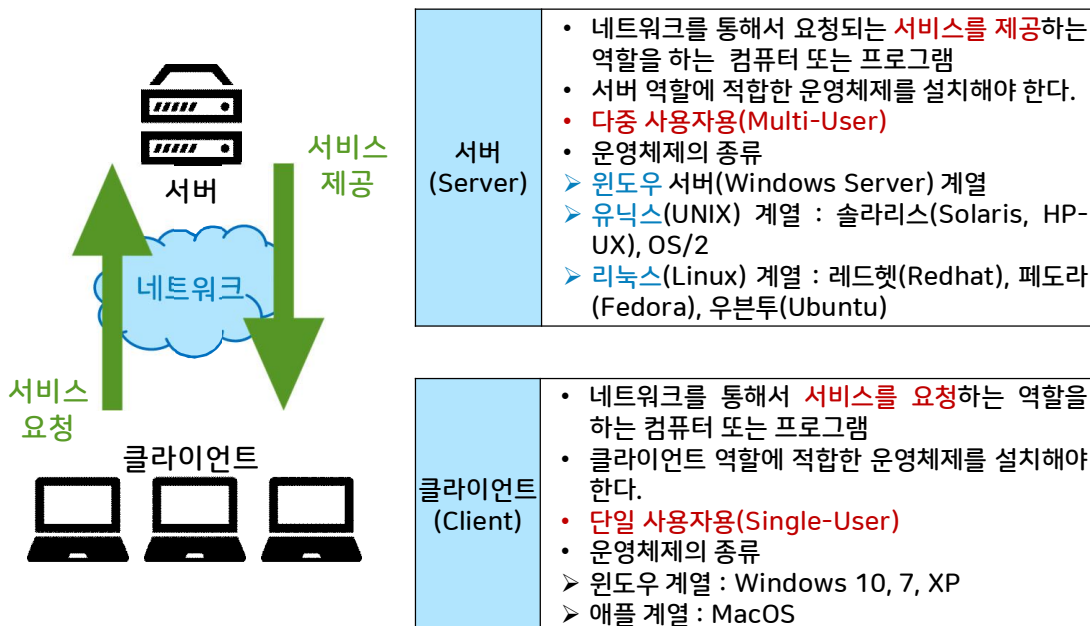 서비스
제공
서버
네트워크
서비스
요청
클라이언트
서버
(Server)
• 네트워크를 통해서 요청되는 서비스를 제공하는
역할을 하는 컴퓨터 또는 프로그램
• 서버 역할에 적합한 운영체제를 설치해야 한다.
• 다중 사용자용(Multi-User)
• 운영체제의 종류
➢ 윈도우 서버(Windows Server) 계열
➢ 유닉스(UNIX) 계열 : 솔라리스(Solaris, HP-
UX), OS/2
➢ 리눅스(Linux) 계열 : 레드헷(Redhat), 페도라
(Fedora), 우분투(Ubuntu)
클라이언트
(Client)
• 네트워크를 통해서 서비스를 요청하는 역할을
하는 컴퓨터 또는 프로그램
• 클라이언트 역할에 적합한 운영체제를 설치해야
한다.
• 단일 사용자용(Single-User)
• 운영체제의 종류
➢ 윈도우 계열 : Windows 10, 7, XP
➢ 애플 계열 : MacOS